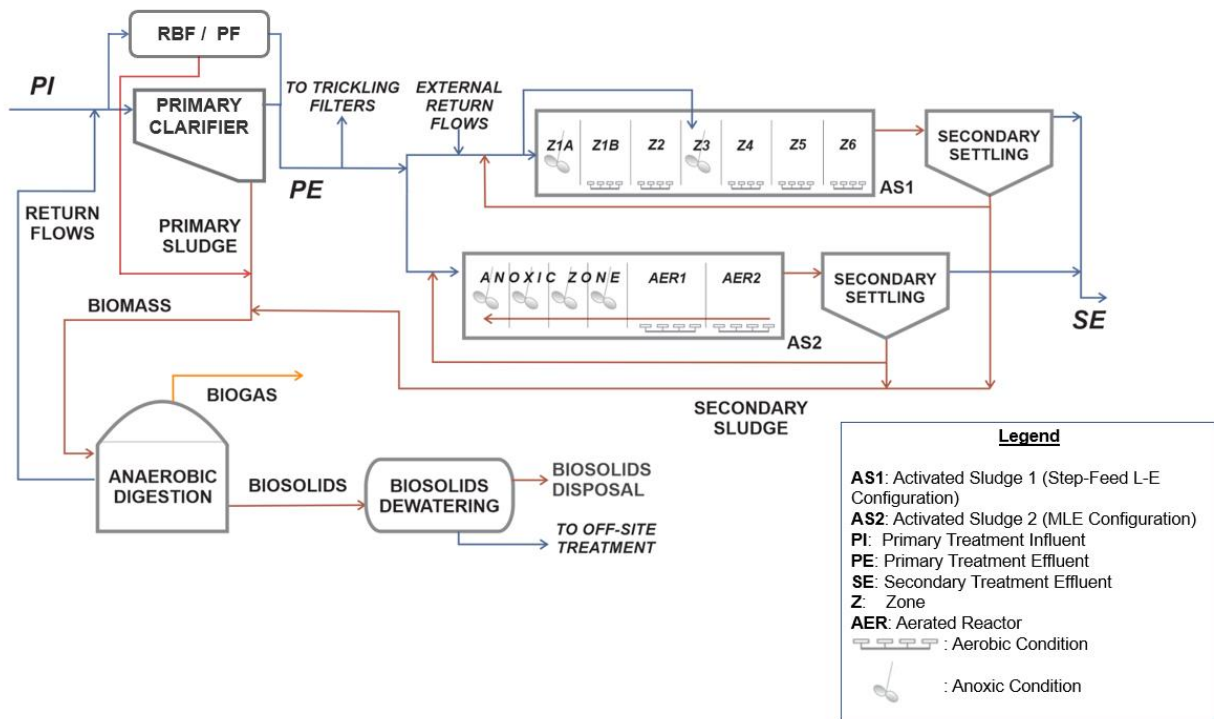 RBF / PF
PI
PRIMARY
CLARIFIER
TO TRICKLING
FILTERS
EXTERNAL
RETURN
FLOWS
Z1A
Z1B
Z2
Z3
Z4
Z5
Z6
AS1
SECONDARY
SETTLING
PE
RETURN
FLOWS
PRIMARY
SLUDGE
ANOXIC ZONE
AER1
AER2
AS2
SECONDARY
SETTLING
SE
BIOMASS
BIOGAS
SECONDARY
SLUDGE
ANAEROBIC
DIGESTION
BIOSOLIDS
BIOSOLIDS
DEWATERING
BIOSOLIDS
DISPOSAL
TO OFF-SITE
TREATMENT
Legend
AS1: Activated Sludge 1 (Step-Feed L-E
Configuration)
AS2: Activated Sludge 2 (MLE Configuration)
PI: Primary Treatment Influent
PE: Primary Treatment Effluent
SE: Secondary Treatment Effluent
Z: Zone
AER: Aerated Reactor
: Aerobic Condition
: Anoxic Condition